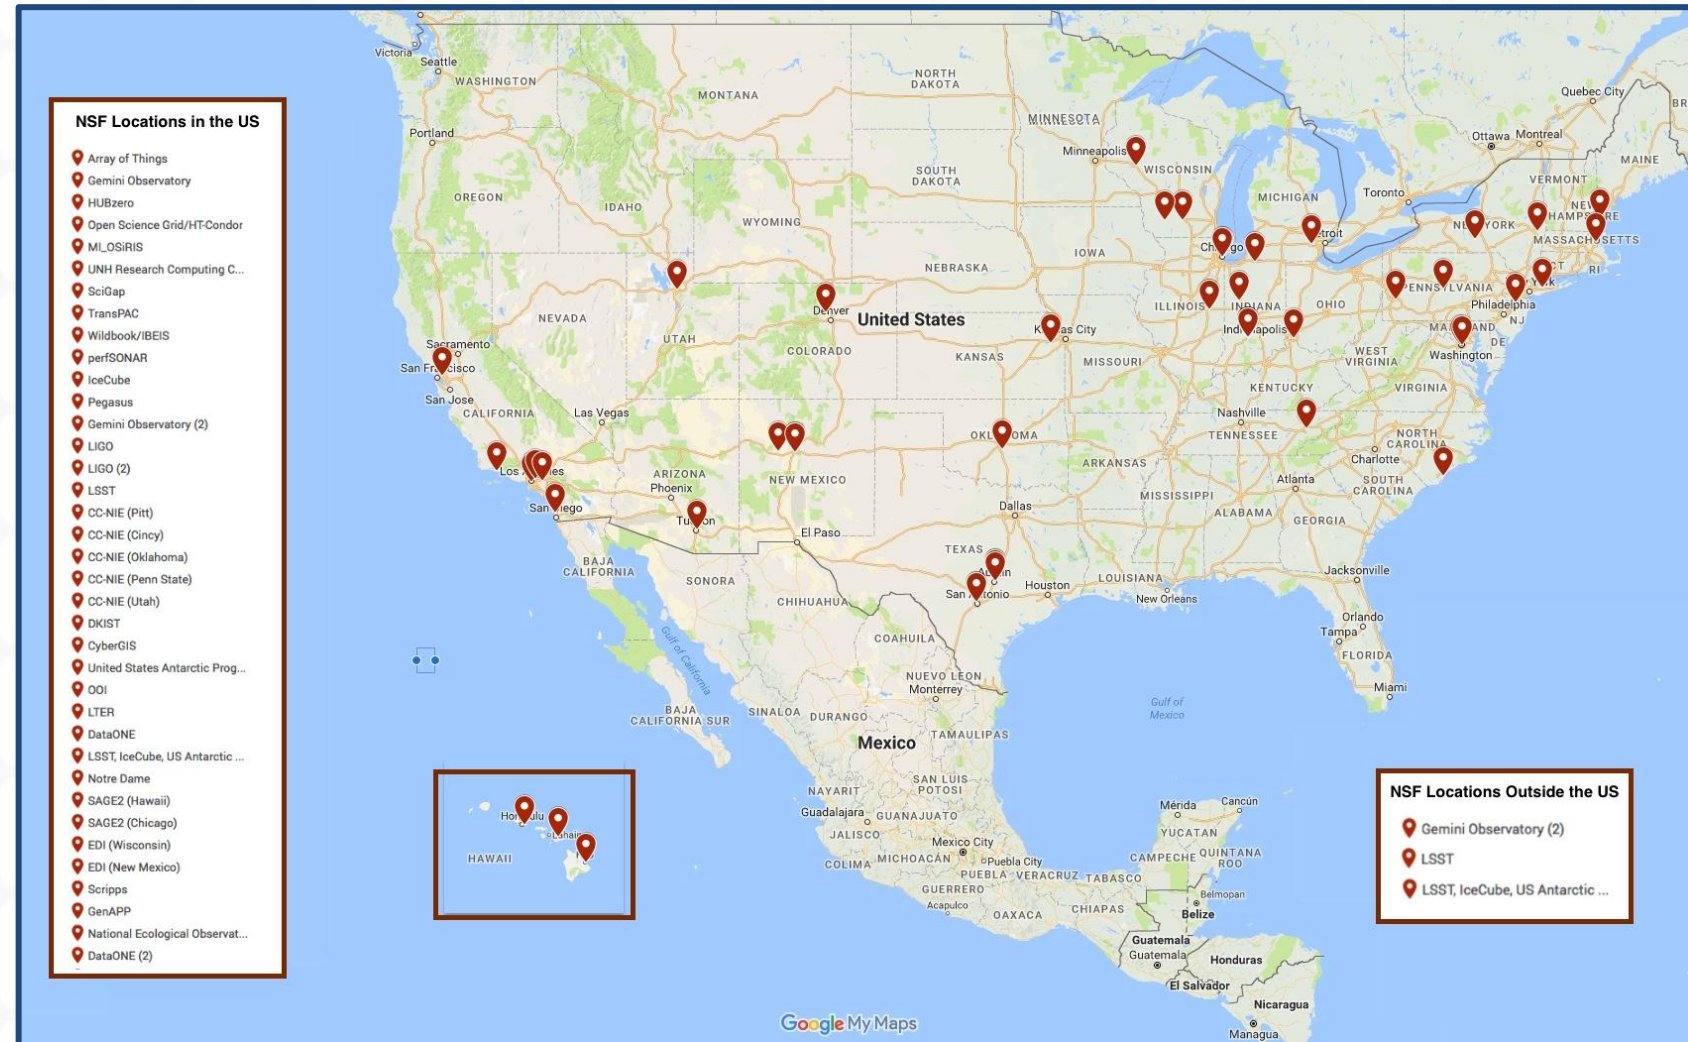 NSF Locations in the US
Array of Things
Gemini Observatory
HUBzero
Open Science Grid/HT-Condor
MI_OSiRIS
UNH Research Computing C...
SciGap
TransPAC
Wildbook/IBEIS
perfSONAR
IceCube
Pegasus
Gemini Observatory (2)
LIGO
LIGO (2)
LSST
CC-NIE (Pitt)
CC-NIE (Cincy)
CC-NIE (Oklahoma)
CC-NIE (Penn State)
CC-NIE (Utah)
DKIST
CyberGIS
United States Antarctic Prog...
OOI
LTER
DataONE
LSST, IceCube, US Antarctic ...
Notre Dame
SAGE2 (Hawaii)
SAGE2 (Chicago)
EDI (Wisconsin)
EDI (New Mexico)
Scripps
GenAPP
National Ecological Observat...
DataONE (2)
Victoria
Seattle
WASHINGTON
Portland
OREGON
IDAHO
MONTANA
NORTH
DAKOTA
SOUTH
DAKOTA
MINNESOTA
Minneapolis
WISCONSIN
MICHIGAN
Toronto
Ottawa
Montreal
Quebec City
MAINE
VERMONT
MASSACHUSETTS
RI
PENNSYLVANIA
Philadelphia
NJ
DE
Washington
WYOMING
IOWA
NEBRASKA
ILLINOIS
INDIANA
OHIO
WEST
VIRGINIA
VIRGINIA
KENTUCKY
NEVADA
UTAH
COLORADO
Denver
United States
KANSAS
MISSOURI
Sacramento
San Jose
CALIFORNIA
Las Vegas
ARIZONA
Phoenix
NEW MEXICO
El Paso
ARKANSAS
Nashville
TENNESSEE
NORTH
CAROLINA
Charlotte
SOUTH
CAROLINA
Atlanta
MISSISSIPPI
ALABAMA
GEORGIA
Dallas
TEXAS
Houston
LOUISIANA
New Orleans
Jacksonville
Orlando
Tampa
FLORIDA
Miami
BAJA
CALIFORNIA
SONORA
CHIHUAHUA
COAHUILA
NUEVO LEON
Monterrey
Gulf of California
BAJA
CALIFORNIA SUR
SINALOA
DURANGO
TAMAULIPAS
Mexico
Gulf of
Mexico
SAN LUIS
POTOSI
NAYARIT
Guadalajara
GUANAJUATO
JALISCO
Mexico City
COLIMA
MICHOACÁN
Puebla City
PUEBLA
VERACRUZ
TABASCO
GUERRERO
Acapulco
OAXACA
CHIAPAS
Mérida
Cancún
YUCATAN
CAMPECHE
QUINTANA
ROO
Belmopan
Belize
Guatemala
Guatemala
Honduras
El Salvador
Nicaragua
Managua
HAWAII
NSF Locations Outside the US
Gemini Observatory (2)
LSST
LSST, IceCube, US Antarctic ...
Google My Maps